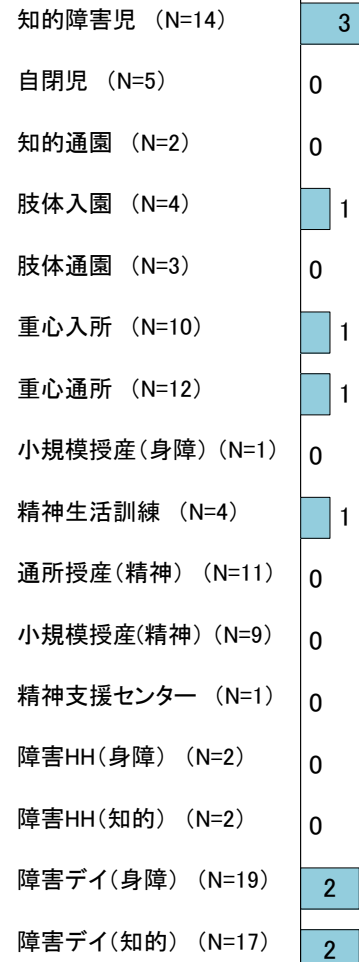 知的障害児 （N=14） 3
自閉児 （N=5） 0
知的通園 （N=2） 0
肢体入園 （N=4） 1
肢体通園 （N=3） 0
重心入所 （N=10） 1
重心通所 （N=12） 1
小規模授産（身障）（N=1） 0
精神生活訓練 （N=4） 1
通所授産（精神） （N=11） 0
小規模授産(精神) （N=9） 0
精神支援センター （N=1） 0
障害HH（身障） （N=2） 0
障害HH（知的） （N=2） 0
障害デイ（身障） （N=19） 2
障害デイ（知的） （N=17） 2